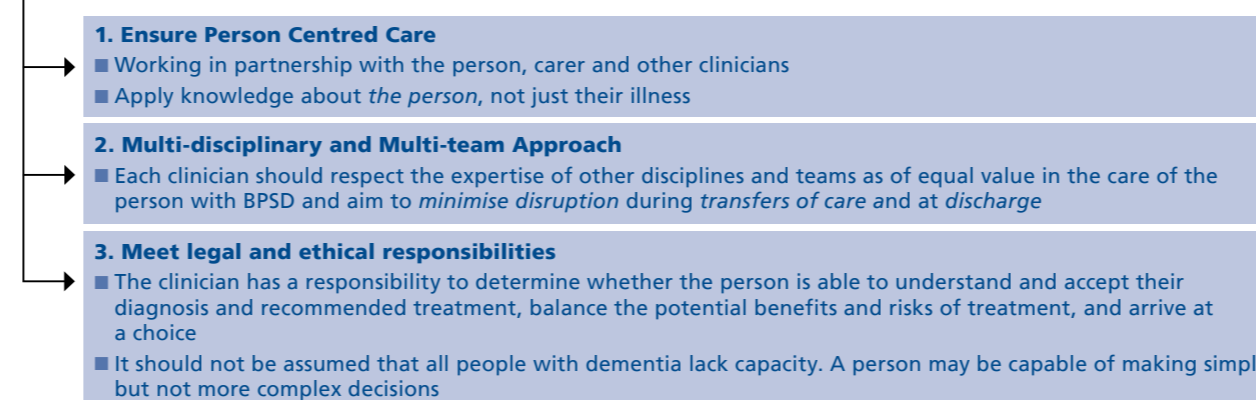 1. Ensure Person Centred Care
■ Working in partnership with the person, carer and other clinicians
■ Apply knowledge about the person, not just their illness
2. Multi-disciplinary and Multi-team Approach
■ Each clinician should respect the expertise of other disciplines and teams as of equal value in the care of the
person with BPSD and aim to minimise disruption during transfers of care and at discharge
3. Meet legal and ethical responsibilities
■ The clinician has a responsibility to determine whether the person is able to understand and accept their
diagnosis and recommended treatment, balance the potential benefits and risks of treatment, and arrive at
a choice
■ It should not be assumed that all people with dementia lack capacity. A person may be capable of making simpl
but not more complex decisions